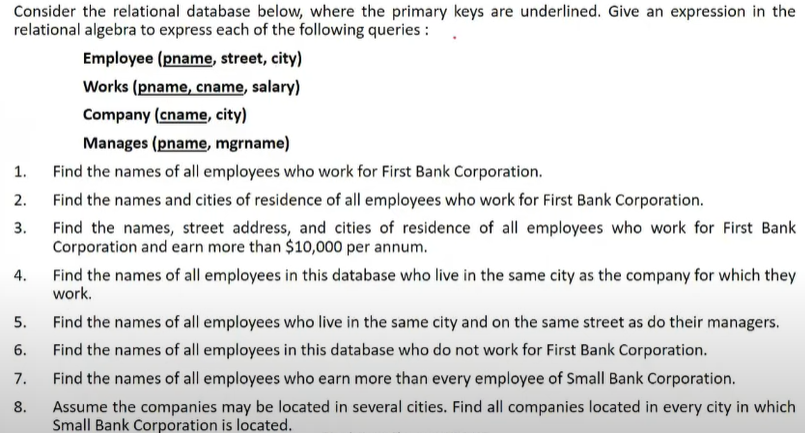 Consider the relational database below, where the primary keys are underlined. Give an expression in the
relational algebra to express each of the following queries :
Employee (pname, street, city)
Works (pname, cname, salary)
Company (cname, city)
Manages (pname, mgrname)
1. Find the names of all employees who work for First Bank Corporation.
2. Find the names and cities of residence of all employees who work for First Bank Corporation.
3. Find the names, street address, and cities of residence of all employees who work for First Bank
Corporation and earn more than $10,000 per annum.
4. Find the names of all employees in this database who live in the same city as the company for which they
work.
5. Find the names of all employees who live in the same city and on the same street as do their managers.
6. Find the names of all employees in this database who do not work for First Bank Corporation.
7. Find the names of all employees who earn more than every employee of Small Bank Corporation.
8. Assume the companies may be located in several cities. Find all companies located in every city in which
Small Bank Corporation is located.